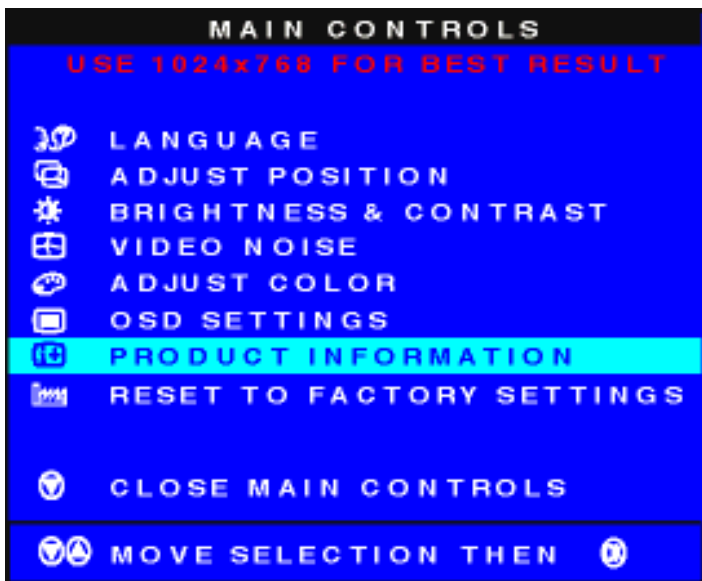 MAIN CONTROLS
USE 1024x768 FOR BEST RESULT
LANGUAGE
ADJUST POSITION
BRIGHTNESS & CONTRAST
VIDEO NOISE
ADJUST COLOR
OSD SETTINGS
PRODUCT INFORMATION
RESET TO FACTORY SETTINGS
CLOSE MAIN CONTROLS
MOVE SELECTION THEN